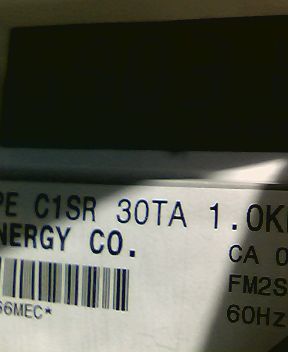 PE C1SR 30TA 1.0K
NERGY CO.
CA 0
FM2S
66MEC*
60Hz